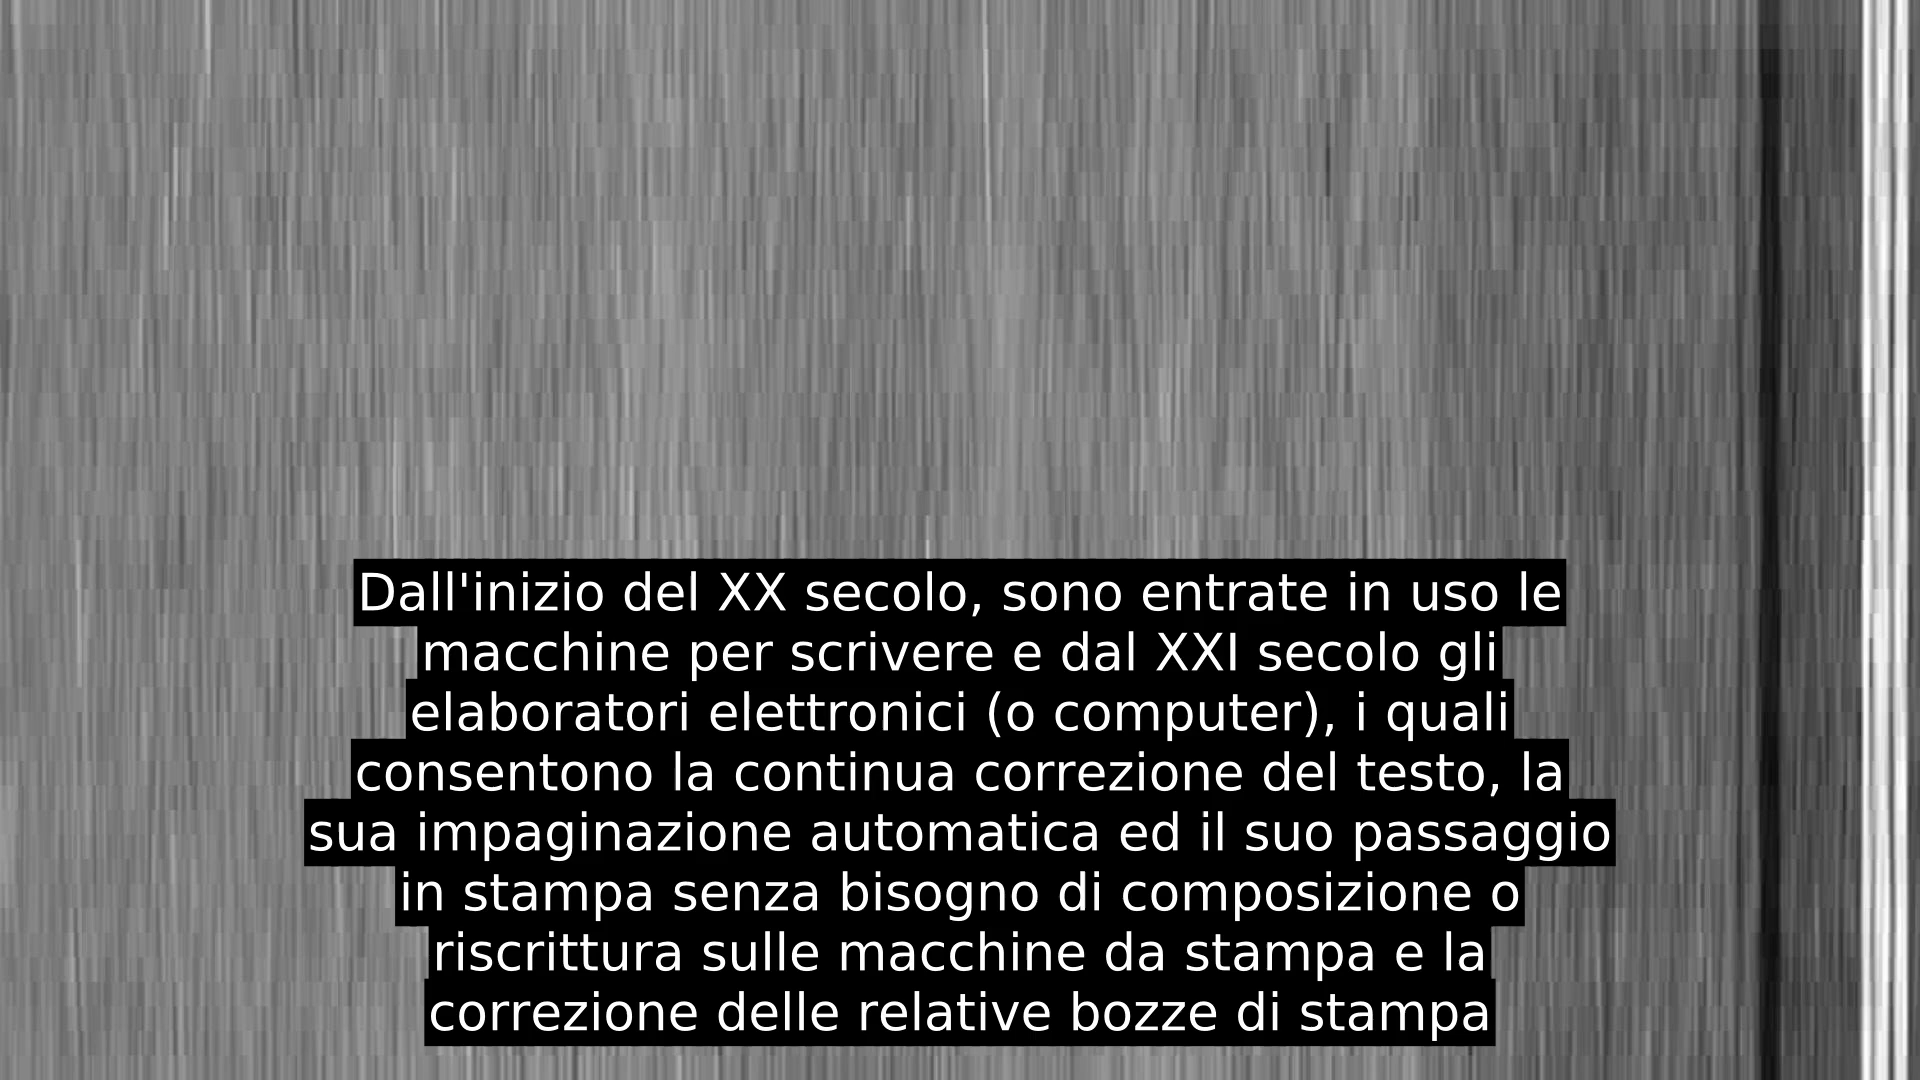 Dall'inizio del XX secolo, sono entrate in uso le
macchine per scrivere e dal XXI secolo gli
elaboratori elettronici (o computer), i quali
consentono la continua correzione del testo, la
sua impaginazione automatica ed il suo passaggio
in stampa senza bisogno di composizione o
riscrittura sulle macchine da stampa e la
correzione delle relative bozze di stampa